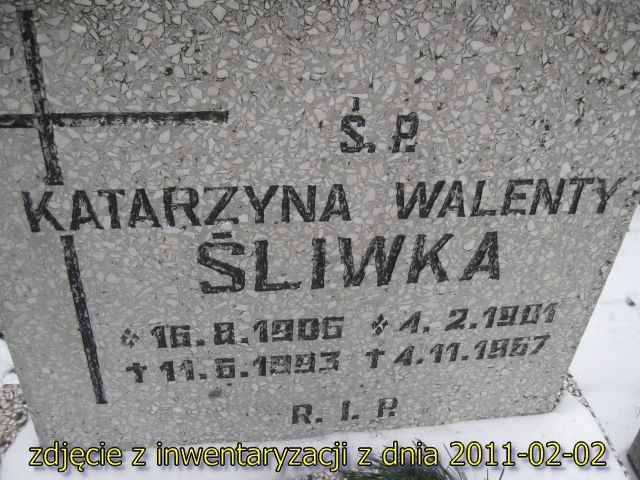 Ś. P.
KATARZYNA WALENTY
ŚLIWKA
* 16.8.1906 * 4. 2.1901
+ 11.6.1993 + 4.11.1967
R. I. P.
zdjęcie z inwentaryzacji z dnia 2011-02-02